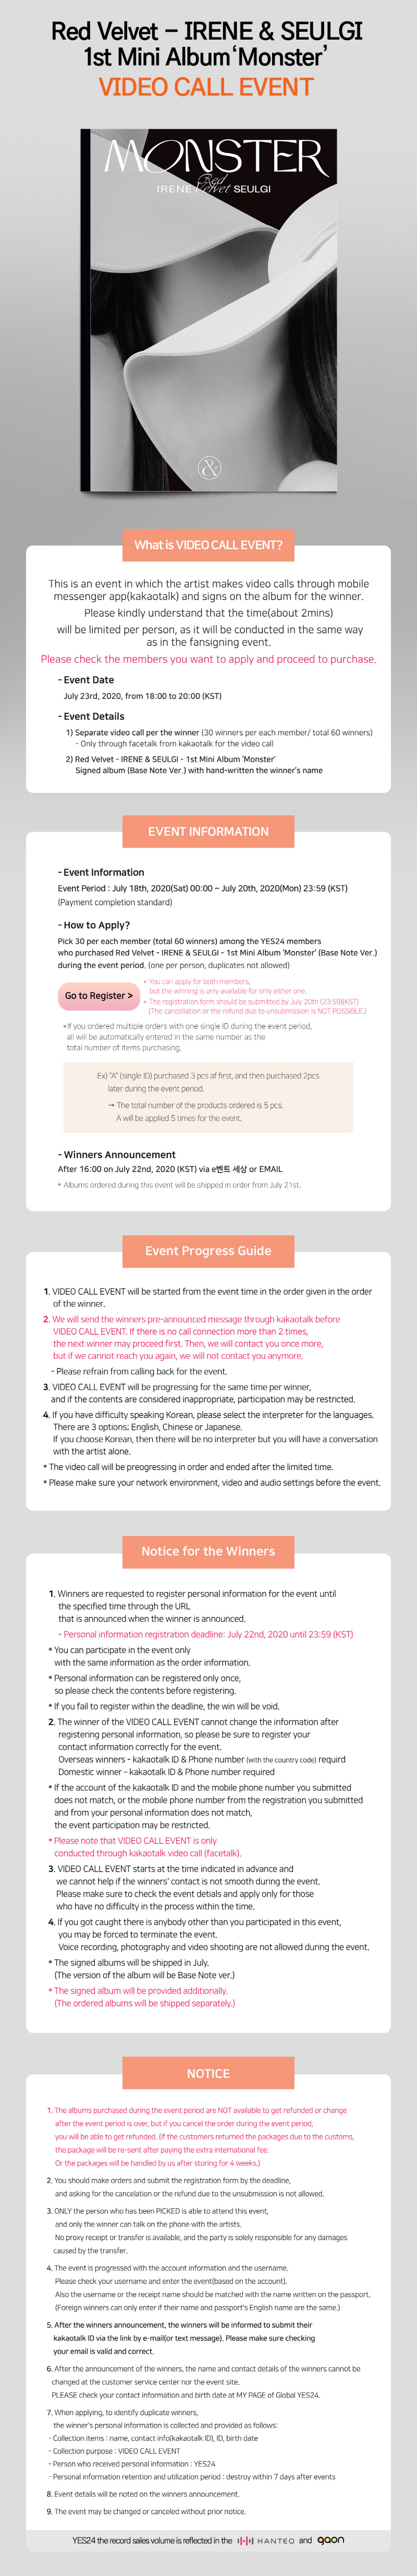 Red Velvet – IRENE & SEULGI
1st Mini Album ‘Monster’
VIDEO CALL EVENT
MONSTER
Red
IRENE Velvet SEULGI
&
What is VIDEO CALL EVENT?
This is an event in which the artist makes video calls through mobile
messenger app(kakaotalk) and signs on the album for the winner.
Please kindly understand that the time(about 2mins)
will be limited per person, as it will be conducted in the same way
as in the fansigning event.
Please check the members you want to apply and proceed to purchase.
- Event Date
July 23rd, 2020, from 18:00 to 20:00 (KST)
- Event Details
1) Separate video call per the winner (30 winners per each member/ total 60 winners)
- Only through facetalk from kakaotalk for the video call
2) Red Velvet - IRENE & SEULGI - 1st Mini Album ‘Monster’
Signed album (Base Note Ver.) with hand-written the winner’s name
EVENT INFORMATION
- Event Information
Event Period : July 18th, 2020(Sat) 00:00 ~ July 20th, 2020(Mon) 23:59 (KST)
(Payment completion standard)
- How to Apply?
Pick 30 per each member (total 60 winners) among the YES24 members
who purchased Red Velvet - IRENE & SEULGI - 1st Mini Album ‘Monster’ (Base Note Ver.)
during the event period. (one per person, duplicates not allowed)
Go to Register >
* You can apply for both members,
but the winning is only available for only either one.
* The registration form should be submitted by July 20th (23:59)(KST)
(The cancellation or the refund due to unsubmission is NOT POSSIBLE.)
*If you ordered multiple orders with one single ID during the event period,
all will be automatically entered in the same number as the
total number of items purchasing.
Ex) “A” (single ID) purchased 3 pcs af first, and then purchased 2pcs
later during the event period.
→ The total number of the products ordered is 5 pcs.
A will be applied 5 times for the event.
- Winners Announcement
After 16:00 on July 22nd, 2020 (KST) via e벤트 세상 or EMAIL
* Albums ordered during this event will be shipped in order from July 21st.
Event Progress Guide
1. VIDEO CALL EVENT will be started from the event time in the order given in the order
of the winner.
2. We will send the winners pre-announced message through kakaotalk before
VIDEO CALL EVENT. If there is no call connection more than 2 times,
the next winner may proceed first. Then, we will contact you once more,
but if we cannot reach you again, we will not contact you anymore.
- Please refrain from calling back for the event.
3. VIDEO CALL EVENT will be progressing for the same time per winner,
and if the contents are considered inappropriate, participation may be restricted.
4. If you have difficulty speaking Korean, please select the interpreter for the languages.
There are 3 options; English, Chinese or Japanese.
If you choose Korean, then there will be no interpreter but you will have a conversation
with the artist alone.
* The video call will be preogressing in order and ended after the limited time.
* Please make sure your network environment, video and audio settings before the event.
Notice for the Winners
1. Winners are requested to register personal information for the event until
the specified time through the URL
that is announced when the winner is announced.
- Personal information registration deadline: July 22nd, 2020 until 23:59 (KST)
* You can participate in the event only
with the same information as the order information.
* Personal information can be registered only once,
so please check the contents before registering.
* If you fail to register within the deadline, the win will be void.
2. The winner of the VIDEO CALL EVENT cannot change the information after
registering personal information, so please be sure to register your
contact information correctly for the event.
Overseas winners - kakaotalk ID & Phone number (with the country code) requird
Domestic winner - kakaotalk ID & Phone number required
* If the account of the kakaotalk ID and the mobile phone number you submitted
does not match, or the mobile phone number from the registration you submitted
and from your personal information does not match,
the event participation may be restricted.
* Please note that VIDEO CALL EVENT is only
conducted through kakaotalk video call (facetalk).
3. VIDEO CALL EVENT starts at the time indicated in advance and
we cannot help if the winners’ contact is not smooth during the event.
Please make sure to check the event detials and apply only for those
who have no difficulty in the process within the time.
4. If you got caught there is anybody other than you participated in this event,
you may be forced to terminate the event.
Voice recording, photography and video shooting are not allowed during the event.
* The signed albums will be shipped in July.
(The version of the album will be Base Note ver.)
* The signed album will be provided additionally.
(The ordered albums will be shipped separately.)
NOTICE
1. The albums purchased during the event period are NOT available to get refunded or change
after the event period is over, but if you cancel the order during the event period,
you will be able to get refunded. (If the customers returned the packages due to the customs,
the package will be re-sent after paying the extra international fee.
Or the packages will be handled by us after storing for 4 weeks.)
2. You should make orders and submit the registration form by the deadline,
and asking for the cancelation or the refund due to the unsubmission is not allowed.
3. ONLY the person who has been PICKED is able to attend this event,
and only the winner can talk on the phone with the artists.
No proxy receipt or transfer is available, and the party is solely responsible for any damages
caused by the transfer.
4. The event is progressed with the account information and the username.
Please check your username and enter the event(based on the account).
Also the username or the receipt name should be matched with the name written on the passport.
(Foreign winners can only enter if their name and passport’s English name are the same.)
5. After the winners announcement, the winners will be informed to submit their
kakaotalk ID via the link by e-mail(or text message). Please make sure checking
your email is valid and correct.
6. After the announcement of the winners, the name and contact details of the winners cannot be
changed at the customer service center nor the event site.
PLEASE check your contact information and birth date at MY PAGE of Global YES24.
7. When applying, to identify duplicate winners,
the winner’s personal information is collected and provided as follows:
- Collection items : name, contact info(kakaotalk ID), ID, birth date
- Collection purpose : VIDEO CALL EVENT
- Person who received personal information : YES24
- Personal information retention and utilization period : destroy within 7 days after events
8. Event details will be noted on the winners announcement.
9. The event may be changed or canceled without prior notice.
YES24 the record sales volume is reflected in the HANTEO and gaon